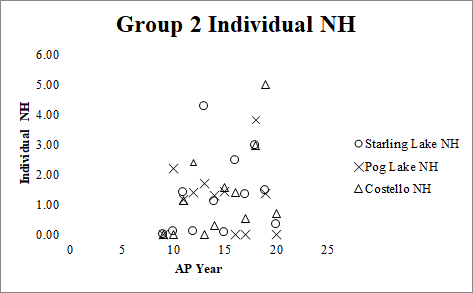 Group 2 Individual NH
6.00
5.00
4.00
3.00
2.00
1.00
0.00
Individual NH
0 5 10 15 20 25
AP Year
Starling Lake NH
Pog Lake NH
Costello NH